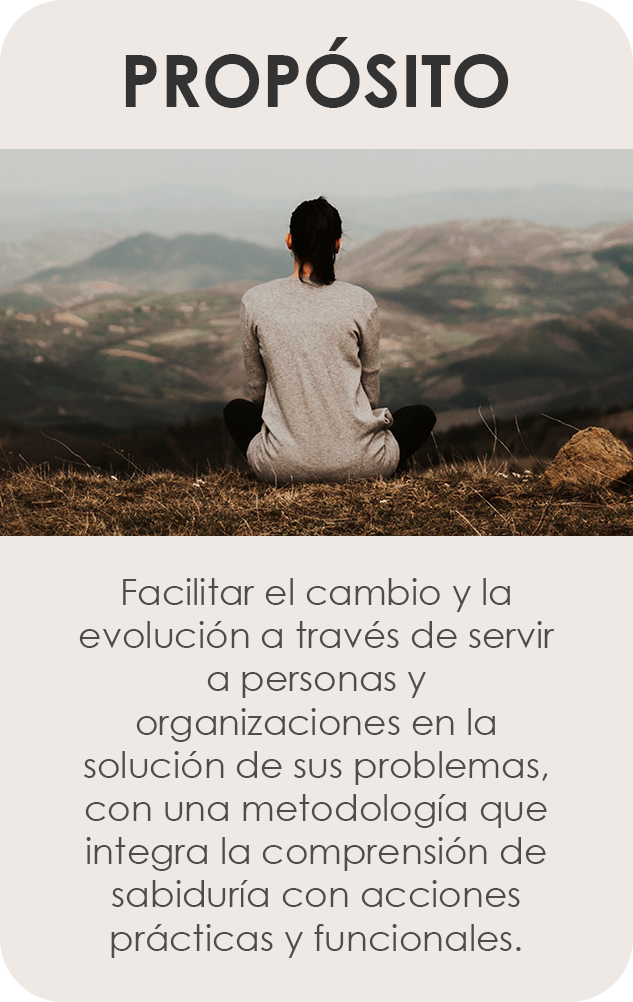 PROPÓSITO
Facilitar el cambio y la
evolución a través de servir
a personas y
organizaciones en la
solución de sus problemas,
con una metodología que
integra la comprensión de
sabiduría con acciones
prácticas y funcionales.